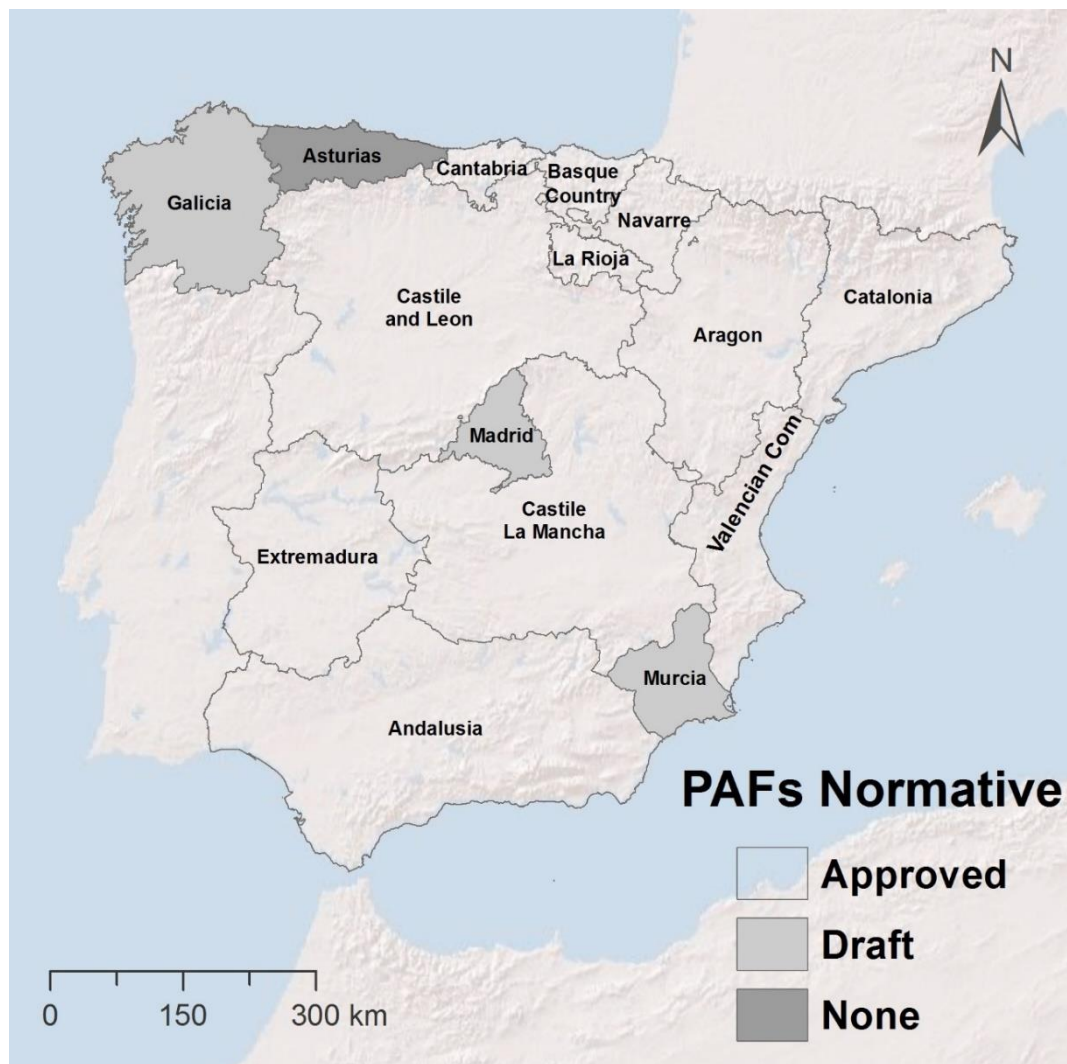 N
Asturias
Cantabria
Basque
Country
Galicia
Navarre
La Rioja
Castile
and Leon
Catalonia
Aragon
Madrid
Valencian Com
Castile
La Mancha
Extremadura
Murcia
Andalusia
PAFs Normative
Approved
Draft
None
0 150 300 km